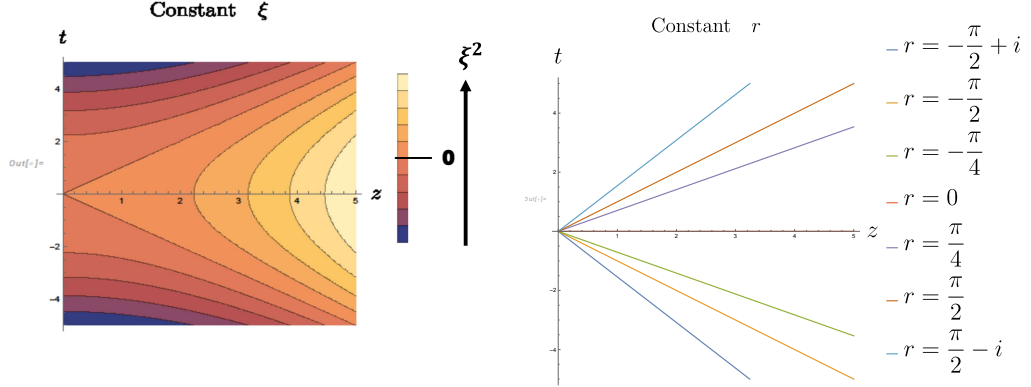 Constant ξ
t
4
2
0
-2
-4
1
2
3
4
5
z
Out[•]=
ξ²
0
Constant r
t
4
2
-2
-4
1
2
3
4
5
z
Out[•]=
r = -π/2 + i
r = -π/2
r = -π/4
r = 0
r = π/4
r = π/2
r = π/2 - i